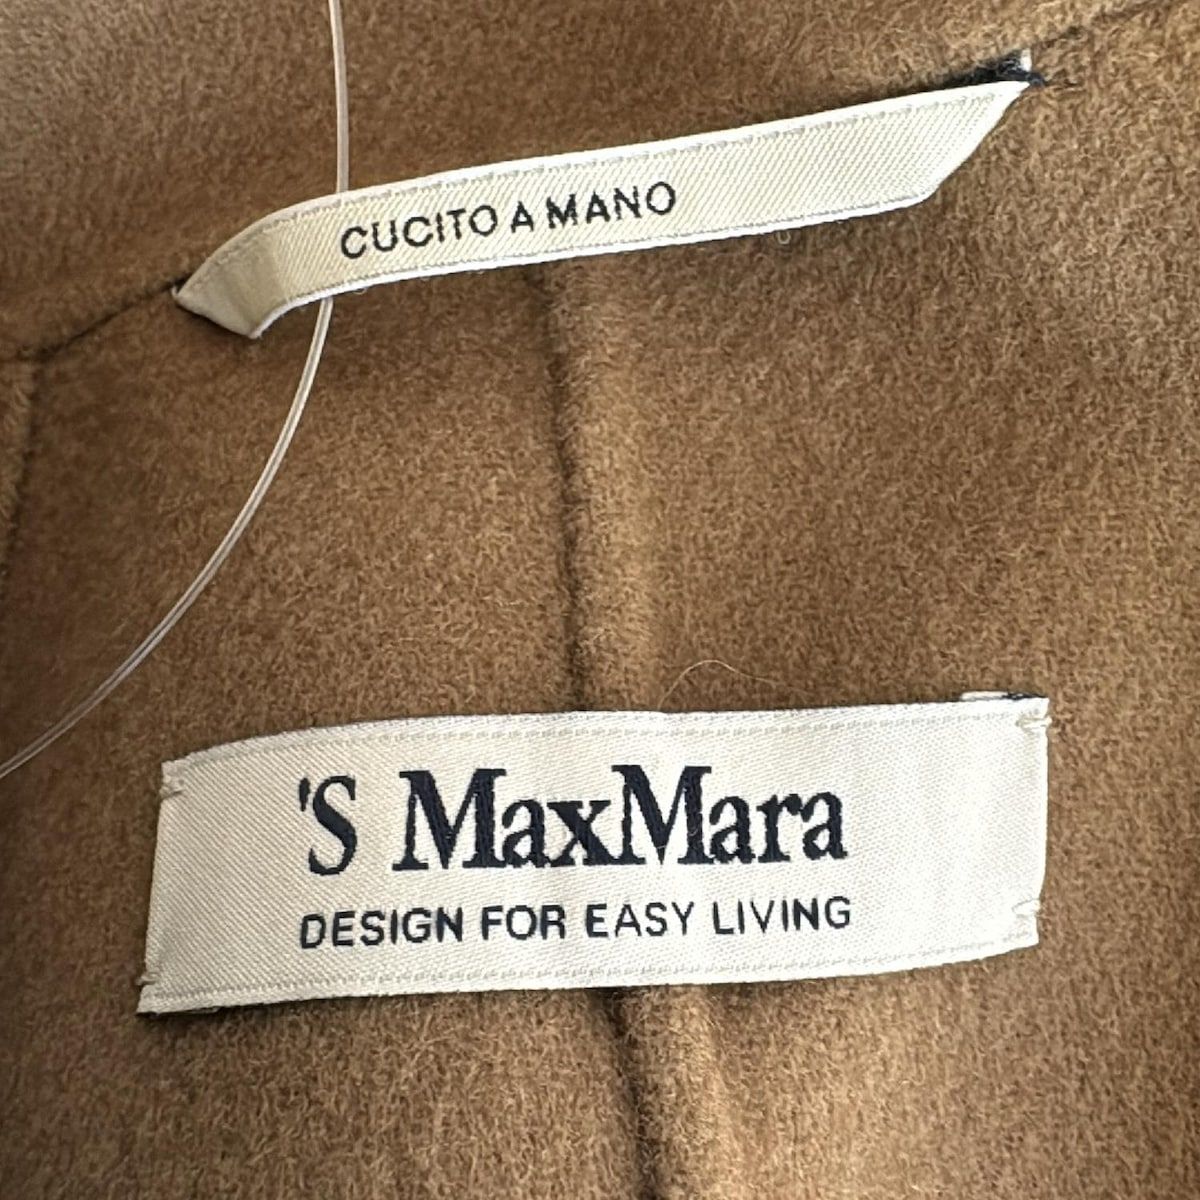 CUCITO A MANO
'S MaxMara
DESIGN FOR EASY LIVING